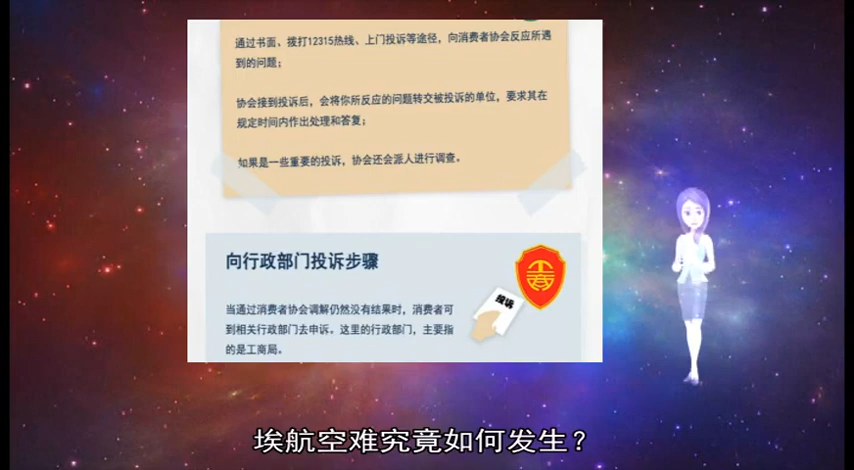 通过书面、拨打12315热线、上门投诉等途径，向消费者协会反应所遇
到的问题；
协会接到投诉后，会将你所反应的问题转交被投诉的单位，要求其在
规定时间内作出处理和答复；
如果是一些重要的投诉，协会还会派人进行调查。
向行政部门投诉步骤
当通过消费者协会调解仍然没有结果时，消费者可
到相关行政部门去申诉。这里的行政部门，主要指
的是工商局。
投诉
埃航空难究竟如何发生？